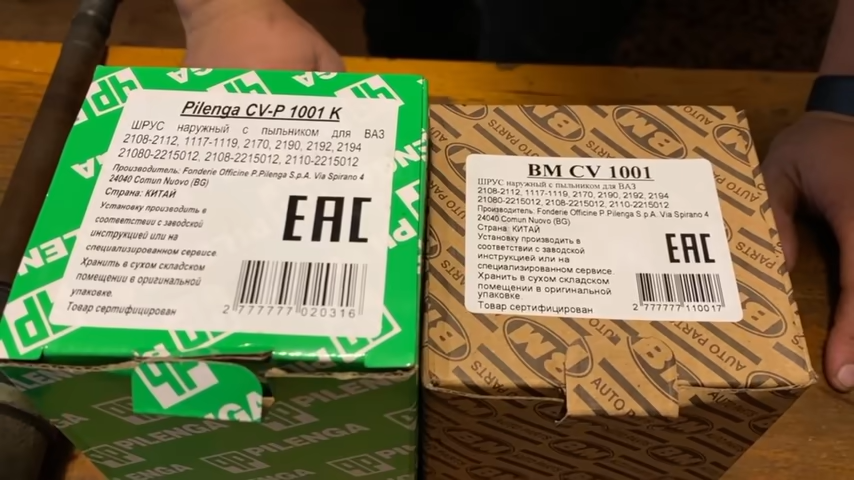 Pilenga CV-P 1001 K
ШРУС наружный с пыльником для ВАЗ
2108-2112, 1117-1119, 2170, 2190, 2192, 2194
21080-2215012, 2108-2215012, 2110-2215012
Производитель: Fonderie Officine P.Pilenga S.p.A. Via Spirano 4
24040 Comun Nuovo (BG)
Страна: КИТАЙ
Установку производить в
соответствии с заводской
инструкцией или на
специализированном сервисе
Хранить в сухом складском
помещении в оригинальной
упаковке.
Товар сертифицирован
EAC
2 777777 020316
PILENGA
PILENGA
PILENGA
BM CV 1001
ШРУС наружный с пыльником для ВАЗ
2108-2112, 1117-1119, 2170, 2190, 2192, 2194
21080-2215012, 2108-2215012, 2110-2215012
Производитель: Fonderie Officine P Pilenga S.p.A. Via Spirano 4
24040 Comun Nuovo (BG)
Страна: КИТАЙ
Установку производить в
соответствии с заводской
инструкцией или на
специализированном сервисе
Хранить в сухом складском
помещении в оригинальной
упаковке.
Товар сертифицирован
EAC
2 777777 110017
BM
AUTO PARTS
BM
AUTO PARTS
BM